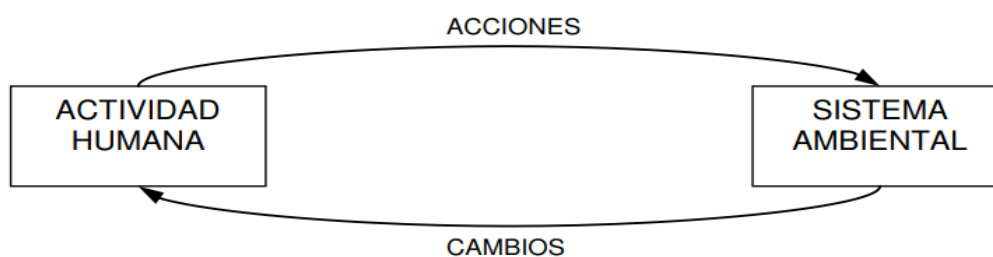 ACCIONES
ACTIVIDAD
HUMANA
SISTEMA
AMBIENTAL
CAMBIOS